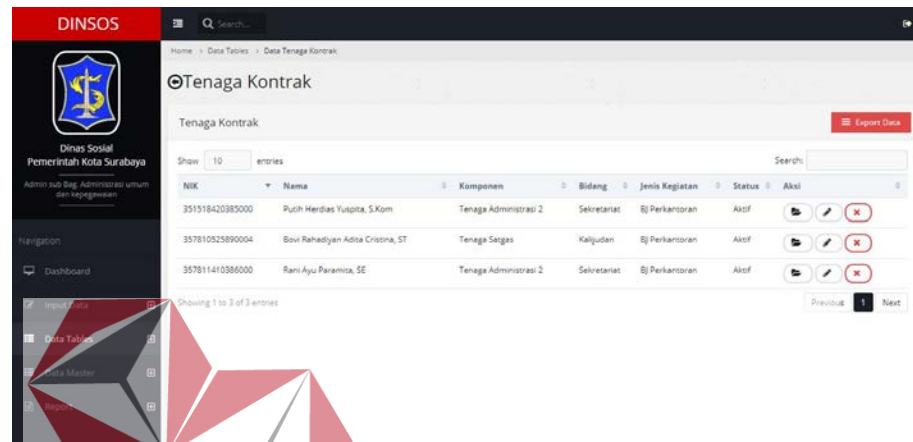 DINSOS
Search...
Home > Data Tables > Data Tenaga Kontrak
Tenaga Kontrak
Tenaga Kontrak
Export Data
Dinas Sosial
Pemerintah Kota Surabaya
Admin sub Bag. Administrasi umum
dan kepegawaian
Show 10 entries
Search:
NIK Nama Komponen Bidang Jenis Kegiatan Status Aksi
351518420385000 Putih Herdias Yuspita, S.Kom Tenaga Administrasi 2 Sekretariat BJ Perkantoran Aktif
357810525890004 Bovi Rahadiyan Adita Cristina, ST Tenaga Satgas Kalijudan BJ Perkantoran Aktif
357811410386000 Rani Ayu Paramita, SE Tenaga Administrasi 2 Sekretariat BJ Perkantoran Aktif
Showing 1 to 3 of 3 entries
Previous 1 Next
Navigation
Dashboard
Input Data
Data Tables
Data Master
Report